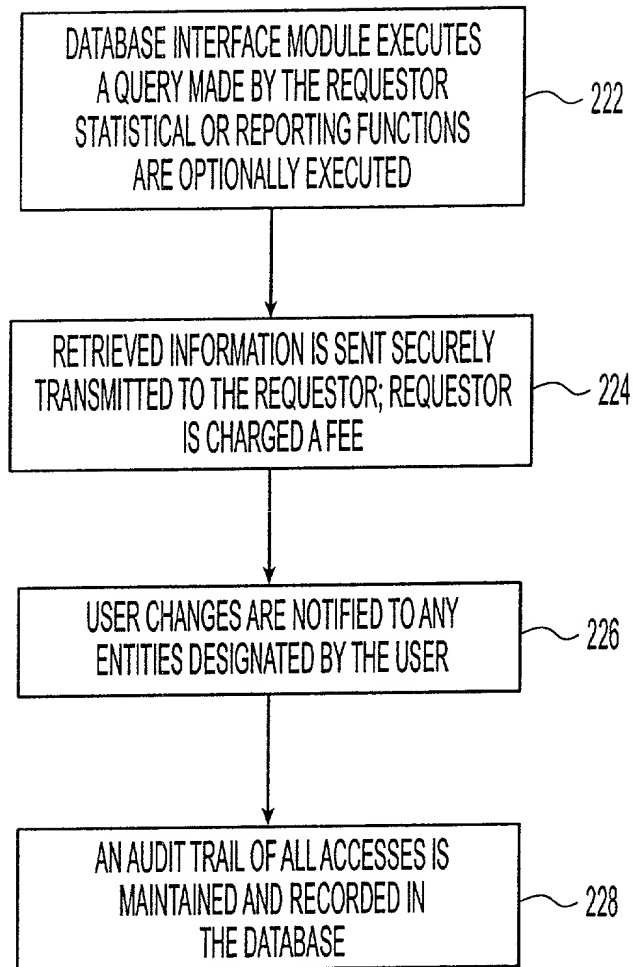 DATABASE INTERFACE MODULE EXECUTES
A QUERY MADE BY THE REQUESTOR
STATISTICAL OR REPORTING FUNCTIONS
ARE OPTIONALLY EXECUTED
222
RETRIEVED INFORMATION IS SENT SECURELY
TRANSMITTED TO THE REQUESTOR; REQUESTOR
IS CHARGED A FEE
224
USER CHANGES ARE NOTIFIED TO ANY
ENTITIES DESIGNATED BY THE USER
226
AN AUDIT TRAIL OF ALL ACCESSES IS
MAINTAINED AND RECORDED IN
THE DATABASE
228